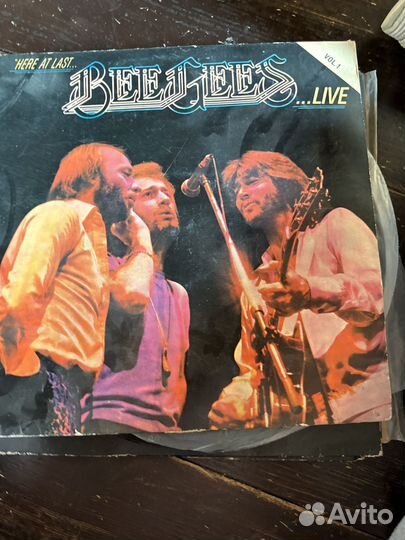 "HERE AT LAST...
BEE GEES
...LIVE
VOL.1
Avito